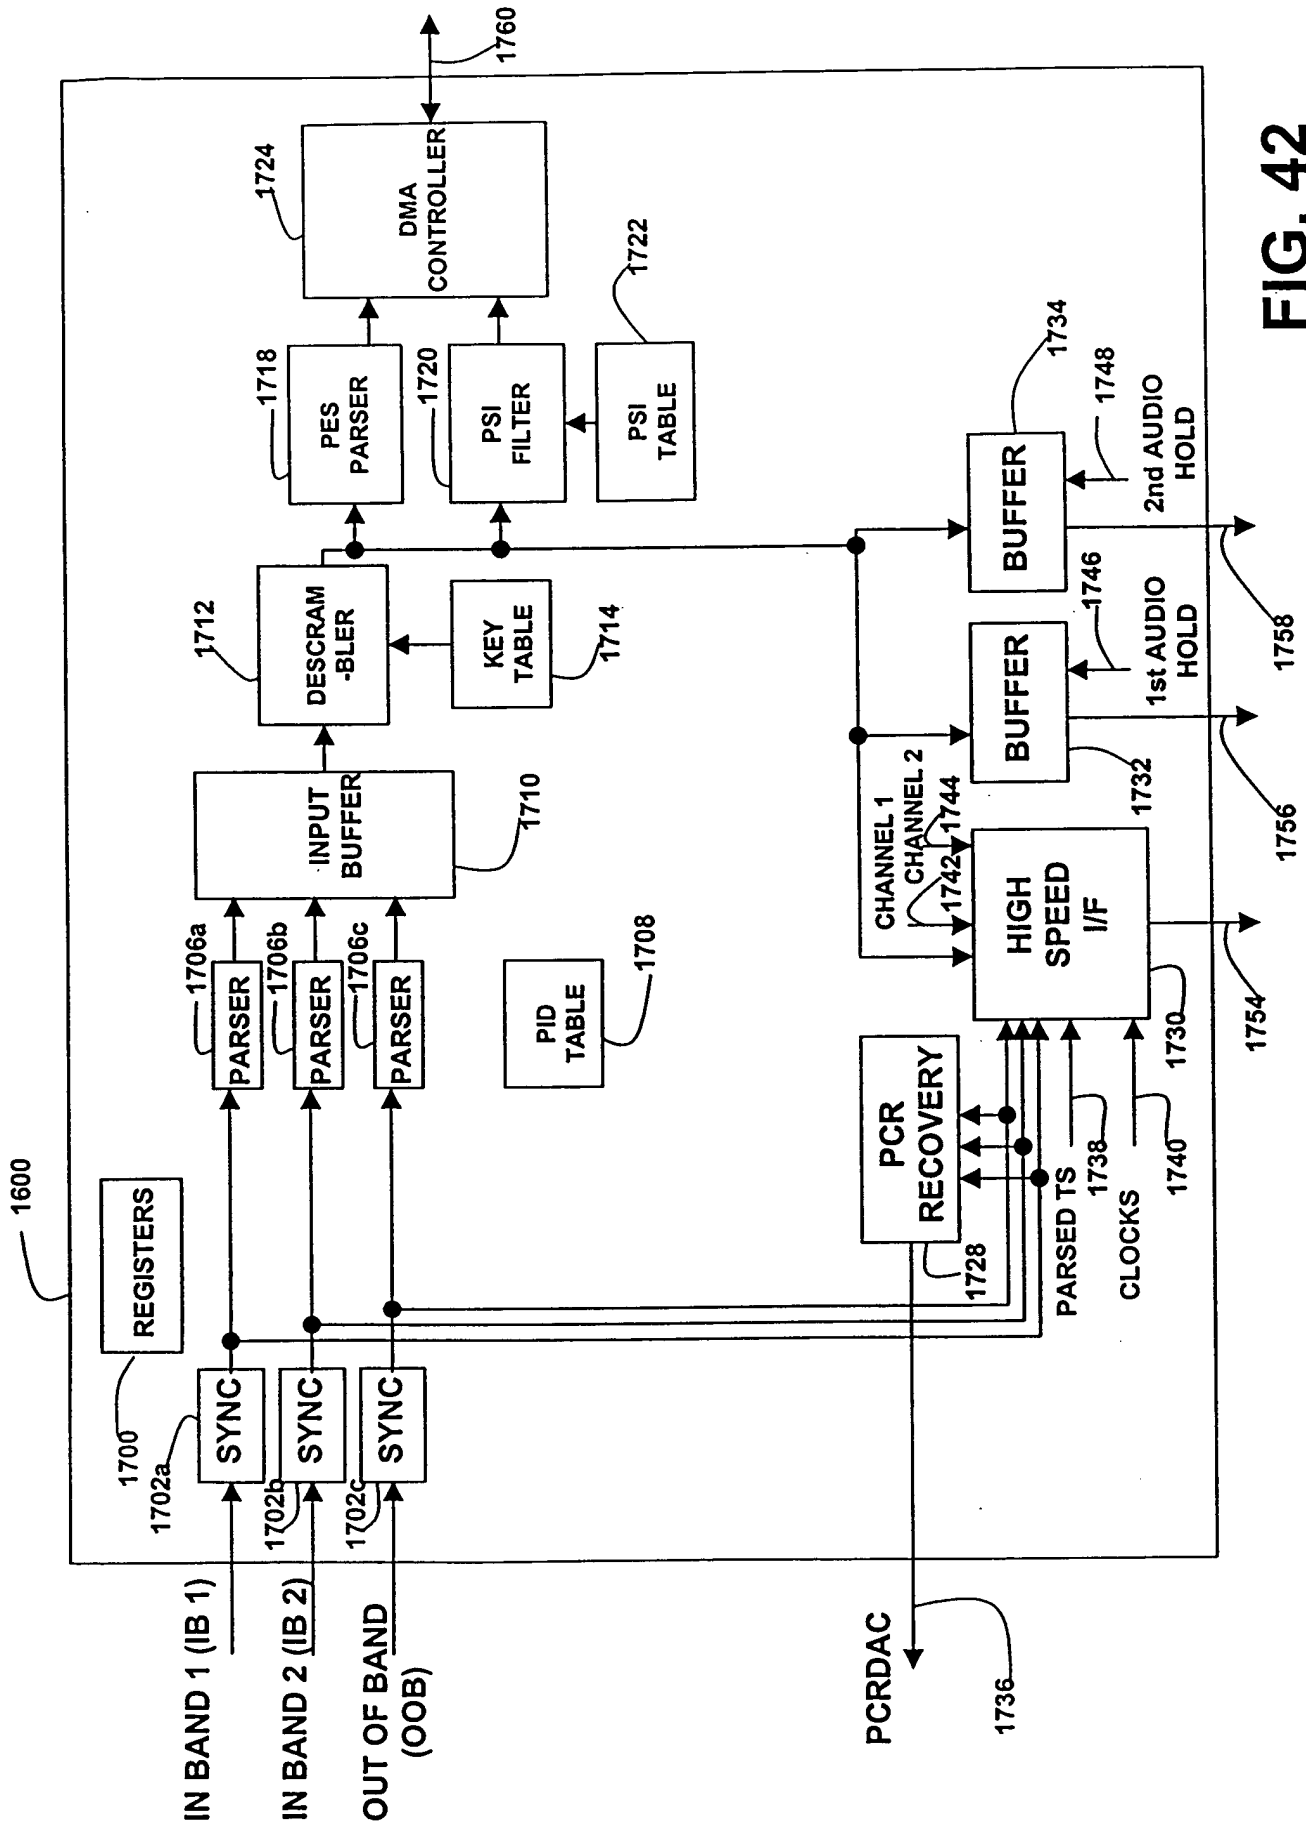 1600
REGISTERS
1700
IN BAND 1 (IB 1)
1702a
SYNC
1706a
PARSER
IN BAND 2 (IB 2)
1702b
SYNC
1706b
PARSER
OUT OF BAND
(OOB)
1702c
SYNC
1706c
PARSER
INPUT
BUFFER
1710
1712
DESCRAM
-BLER
KEY
TABLE
1714
1718
PES
PARSER
1720
PSI
FILTER
PSI
TABLE
1722
1724
DMA
CONTROLLER
1760
PID
TABLE
1708
PCRDAC
1736
PCR
RECOVERY
1728
PARSED TS
1738
CLOCKS
1740
CHANNEL 1
1742
CHANNEL 2
1744
HIGH
SPEED
I/F
1730
1754
BUFFER
1732
1746
1st AUDIO
HOLD
1756
BUFFER
1734
1748
2nd AUDIO
HOLD
1758
FIG. 42